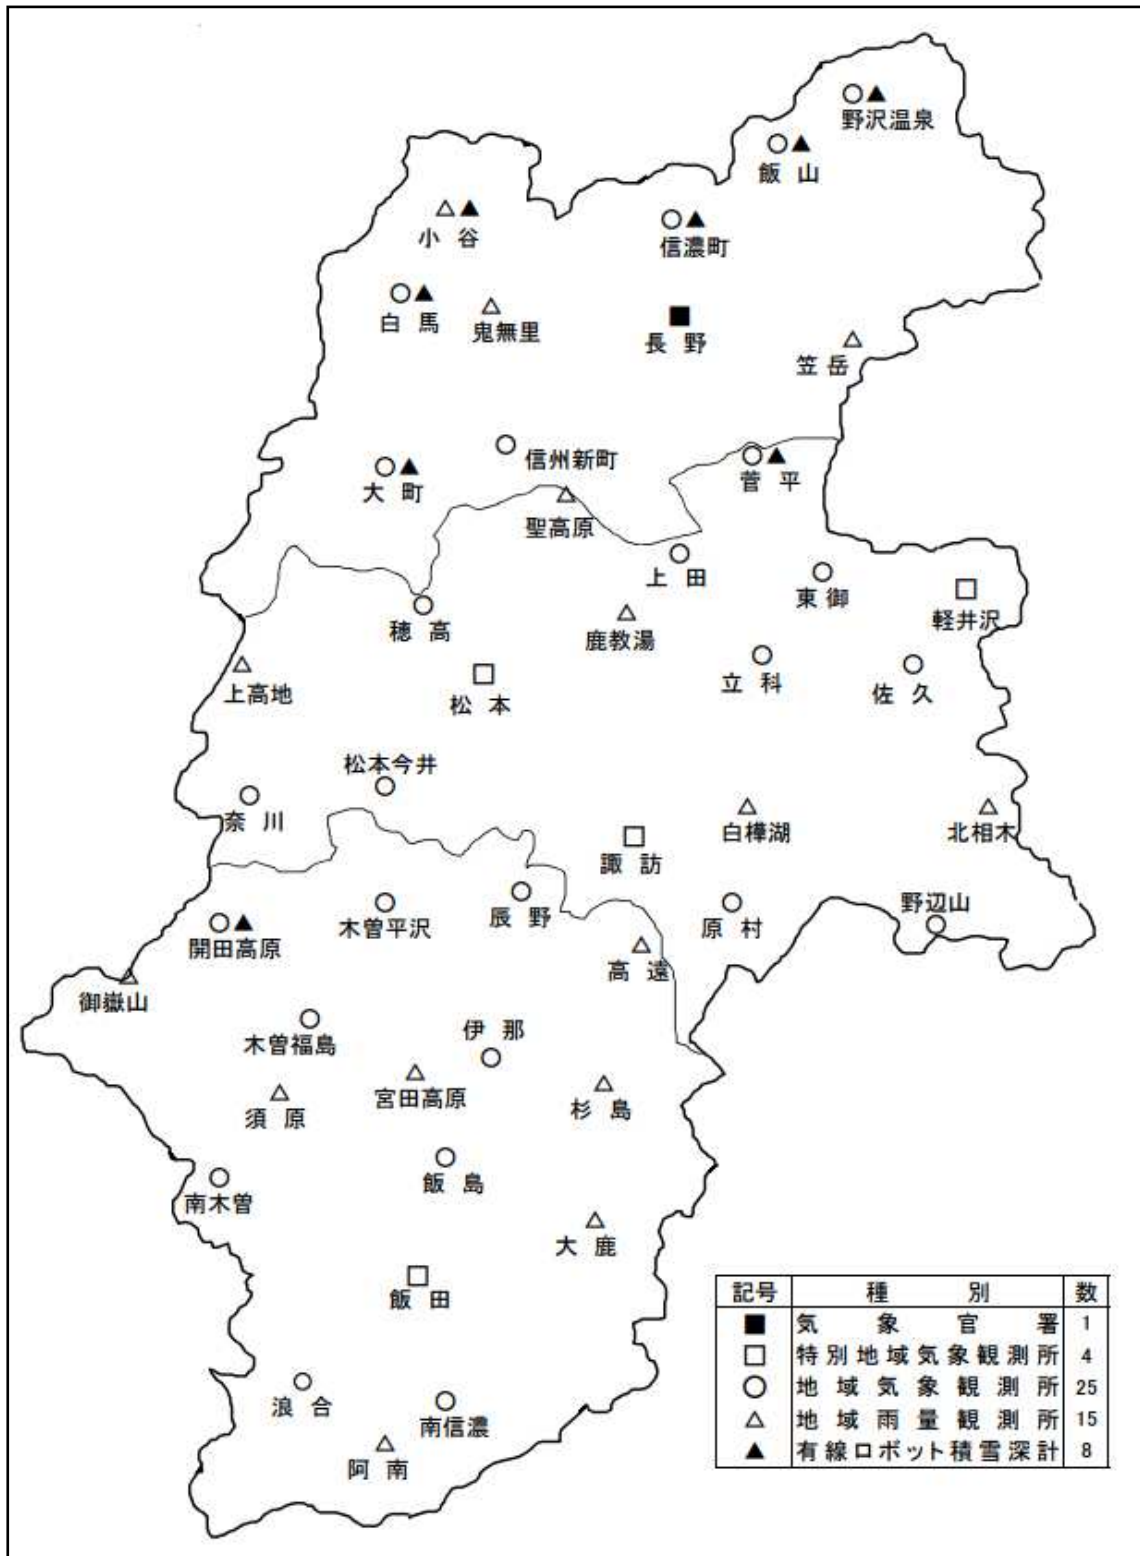 野沢温泉
飯山
小谷
信濃町
白馬
鬼無里
長野
笠岳
信州新町
大町
菅平
聖高原
上田
東御
軽井沢
穂高
鹿教湯
立科
佐久
上高地
松本
松本今井
奈川
白樺湖
北相木
諏訪
野辺山
木曽平沢
辰野
原村
開田高原
高遠
御嶽山
伊那
木曽福島
宮田高原
杉島
須原
飯島
南木曽
大鹿
飯田
浪合
南信濃
阿南
記号 種別 数
■ 気象官署 1
□ 特別地域気象観測所 4
○ 地域気象観測所 25
△ 地域雨量観測所 15
▲ 有線ロボット積雪深計 8